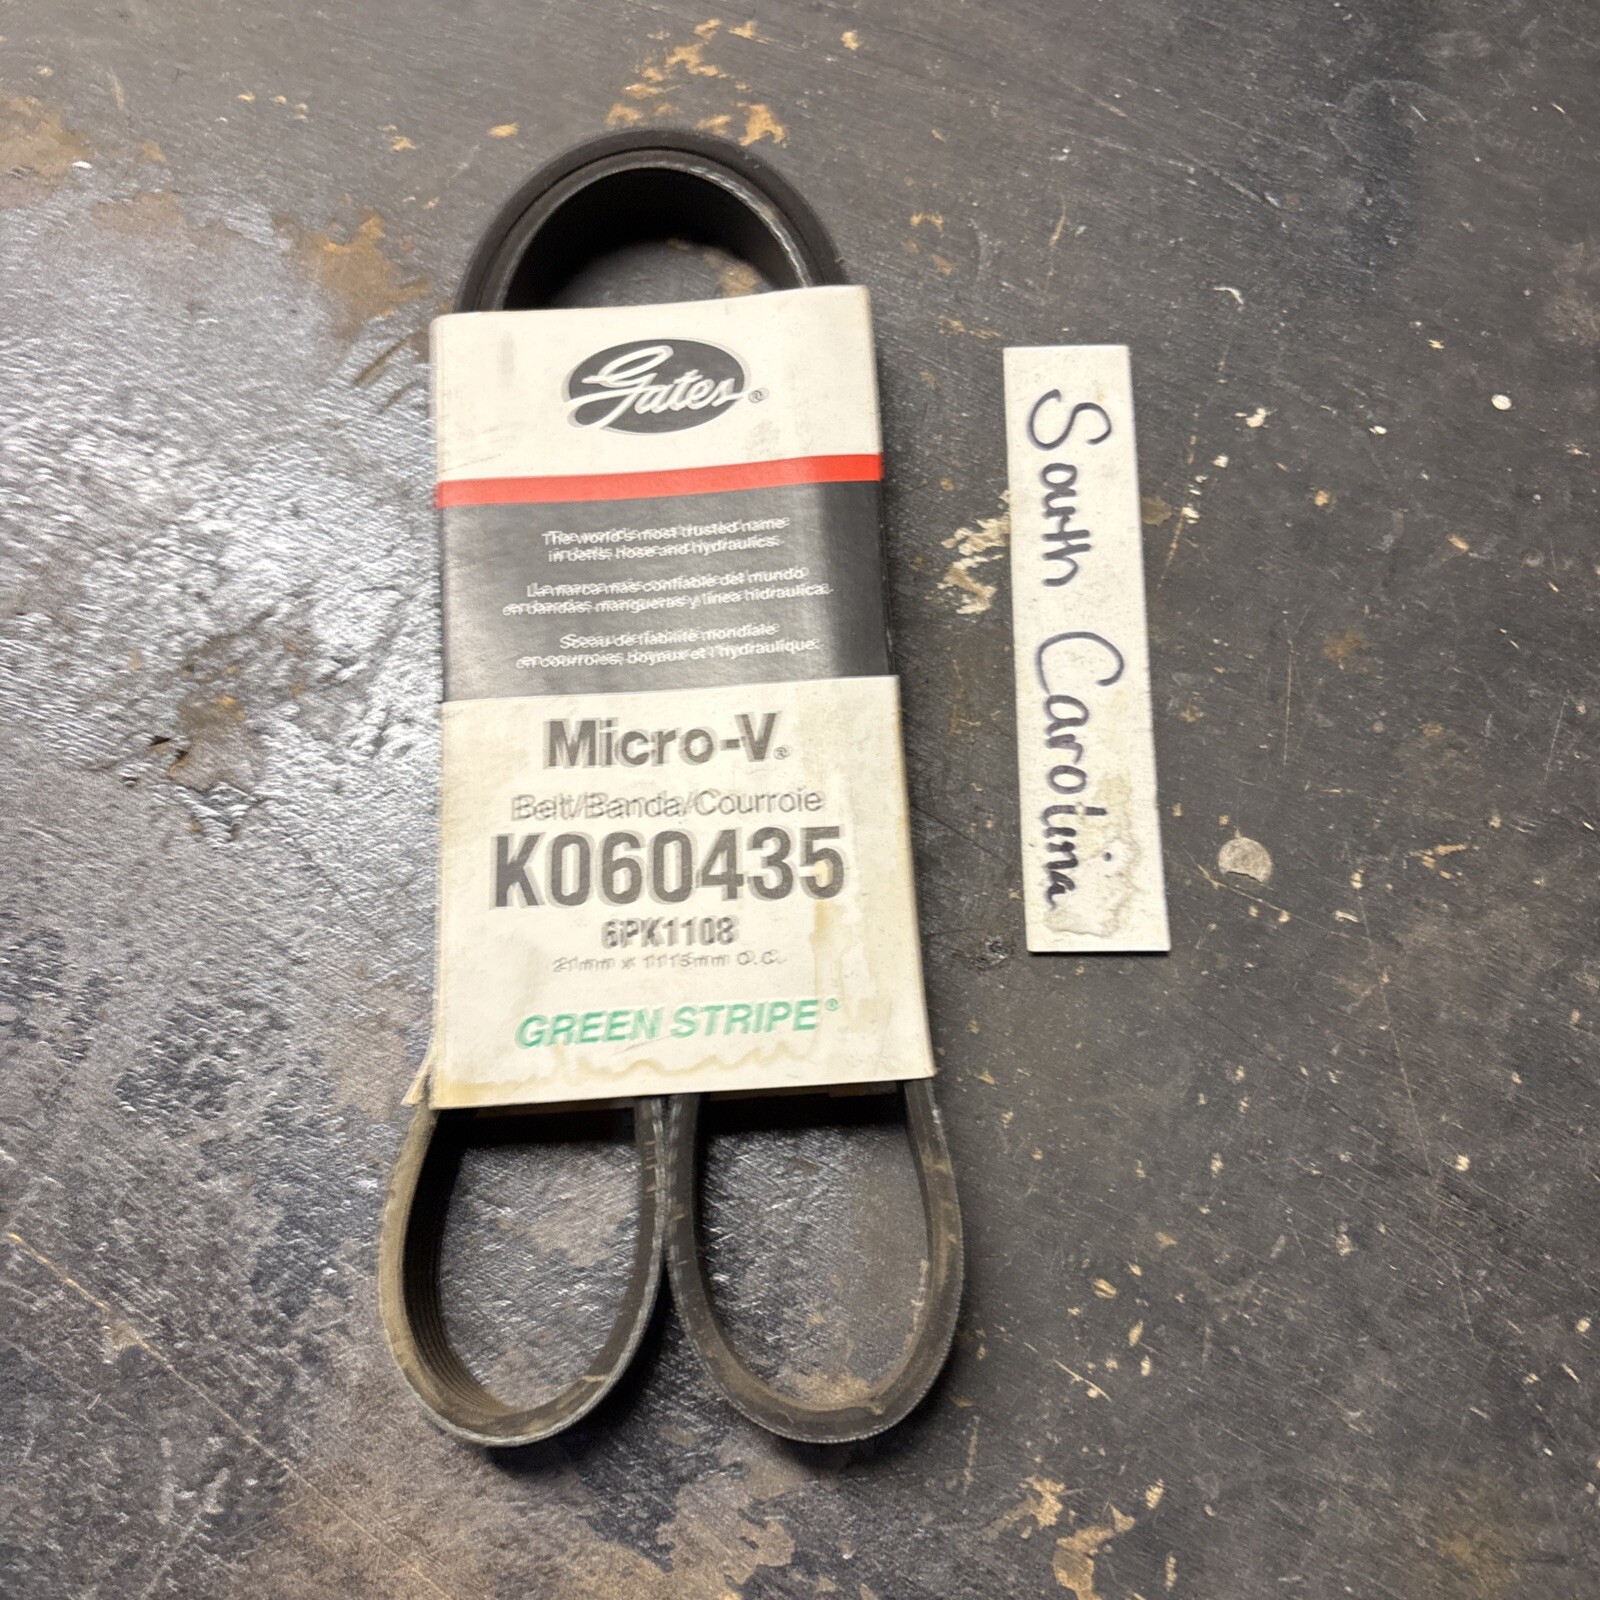 Gates®
The world's most trusted name
in belts, hose and hydraulics.
La marca más confiable del mundo
en bandas, mangueras y línea hidráulica.
Sceau de fiabilité mondiale
en courroies, boyaux et l'hydraulique.
Micro-V®
Belt/Banda/Courroie
K060435
6PK1108
21mm x 1115mm O.C.
GREEN STRIPE®
South Carolina